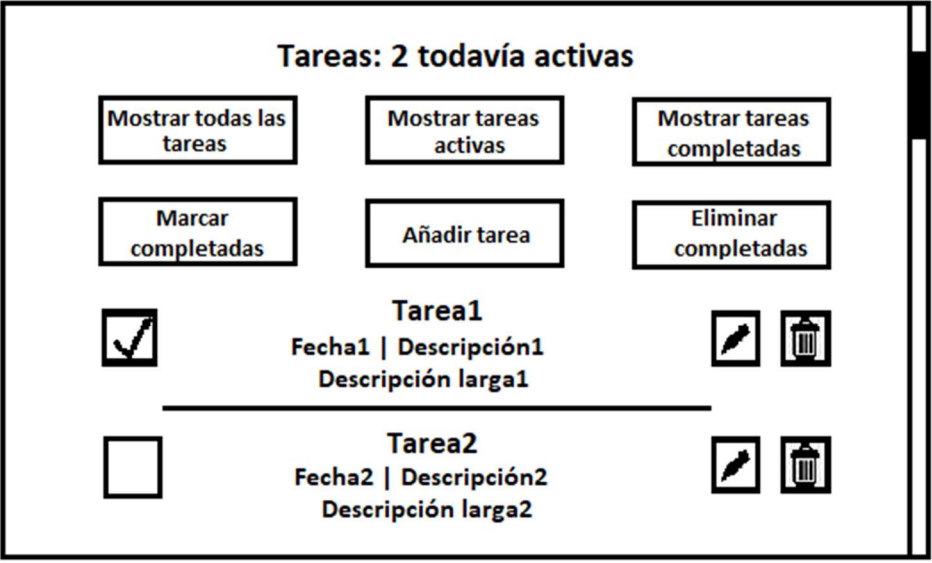 Tareas: 2 todavía activas
Mostrar todas las
tareas
Mostrar tareas
activas
Mostrar tareas
completadas
Marcar
completadas
Añadir tarea
Eliminar
completadas
Tarea1
Fecha1 | Descripción1
Descripción larga1
Tarea2
Fecha2 | Descripción2
Descripción larga2